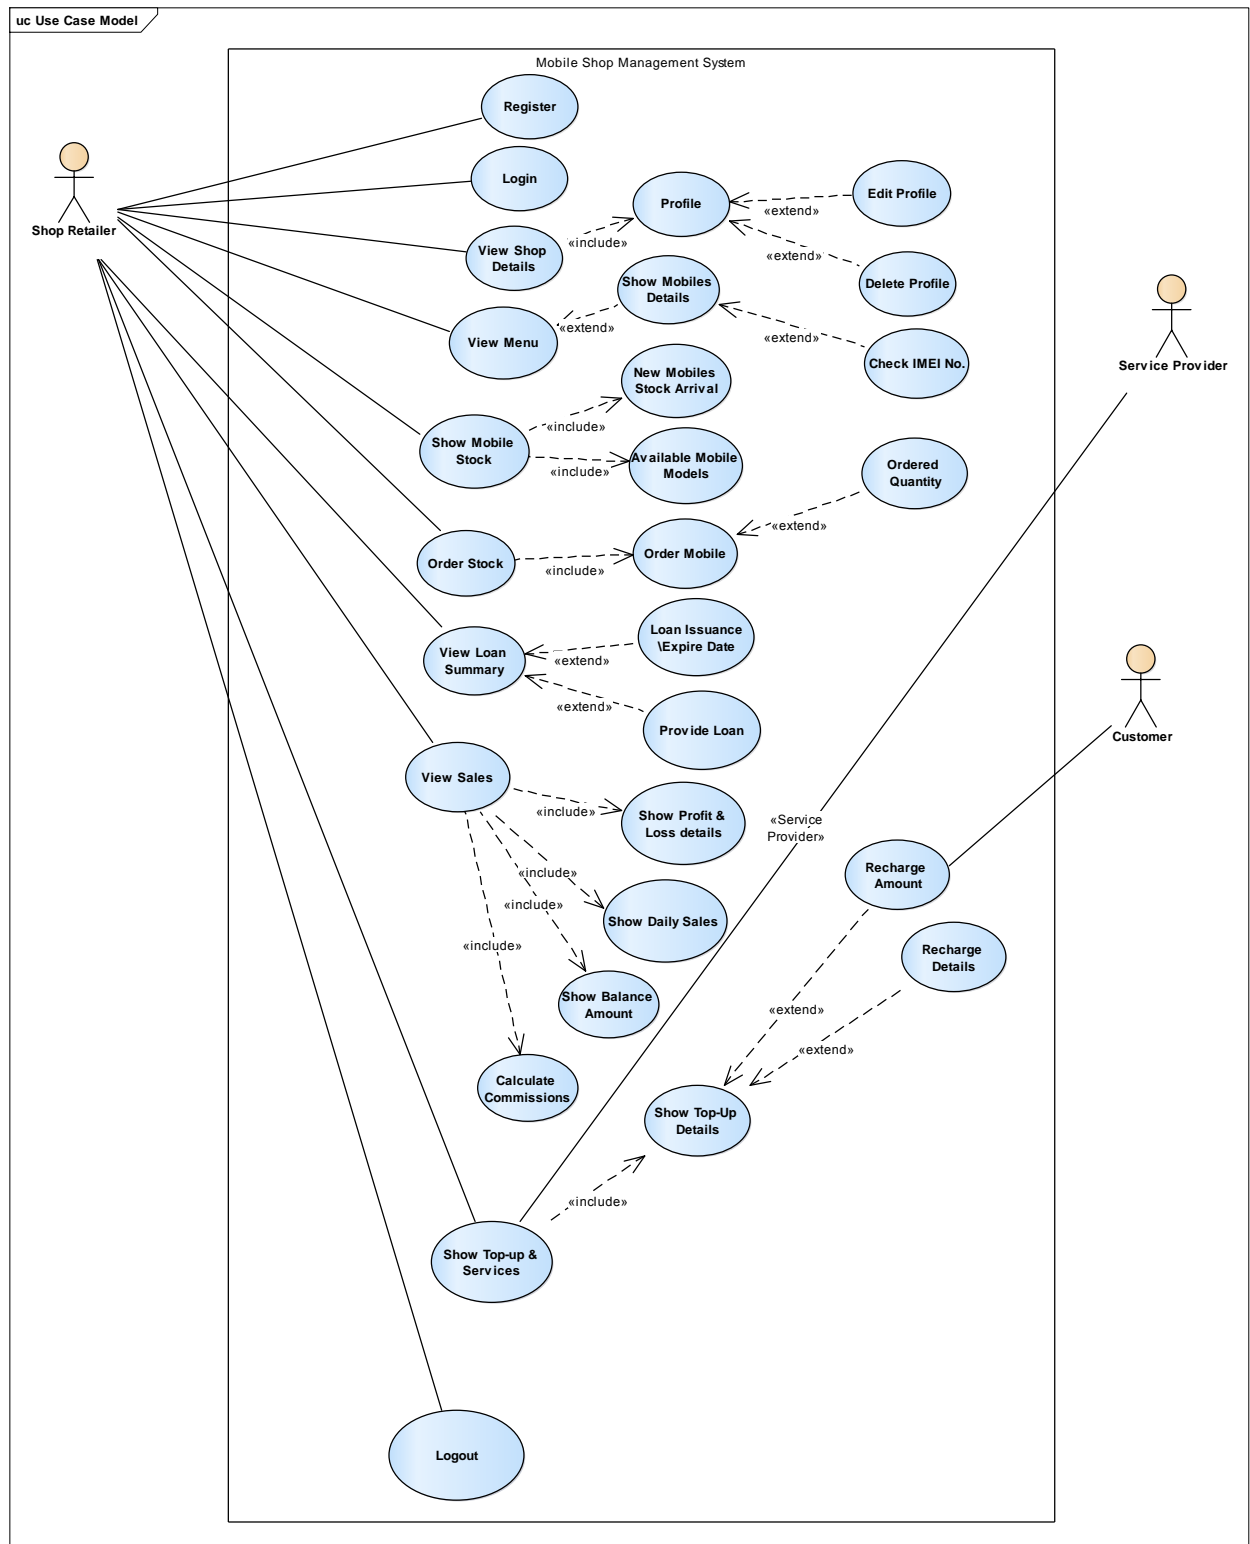 uc Use Case Model
Mobile Shop Management System
Register
Shop Retailer
Login
Profile
Edit Profile
«extend»
View Shop
Details
«include»
«extend»
Delete Profile
Show Mobiles
Details
View Menu
«extend»
«extend»
Check IMEI No.
Service Provider
New Mobiles
Stock Arrival
Show Mobile
Stock
«include»
«include»
Available Mobile
Models
Ordered
Quantity
«extend»
Order Stock
«include»
Order Mobile
Loan Issuance
\Expire Date
View Loan
Summary
«extend»
«extend»
Provide Loan
Customer
View Sales
«include»
Show Profit &
Loss details
«Service
Provider»
Recharge
Amount
«include»
«include»
«include»
Show Daily Sales
Recharge
Details
Show Balance
Amount
«extend»
«extend»
Calculate
Commissions
Show Top-Up
Details
«include»
Show Top-up &
Services
Logout